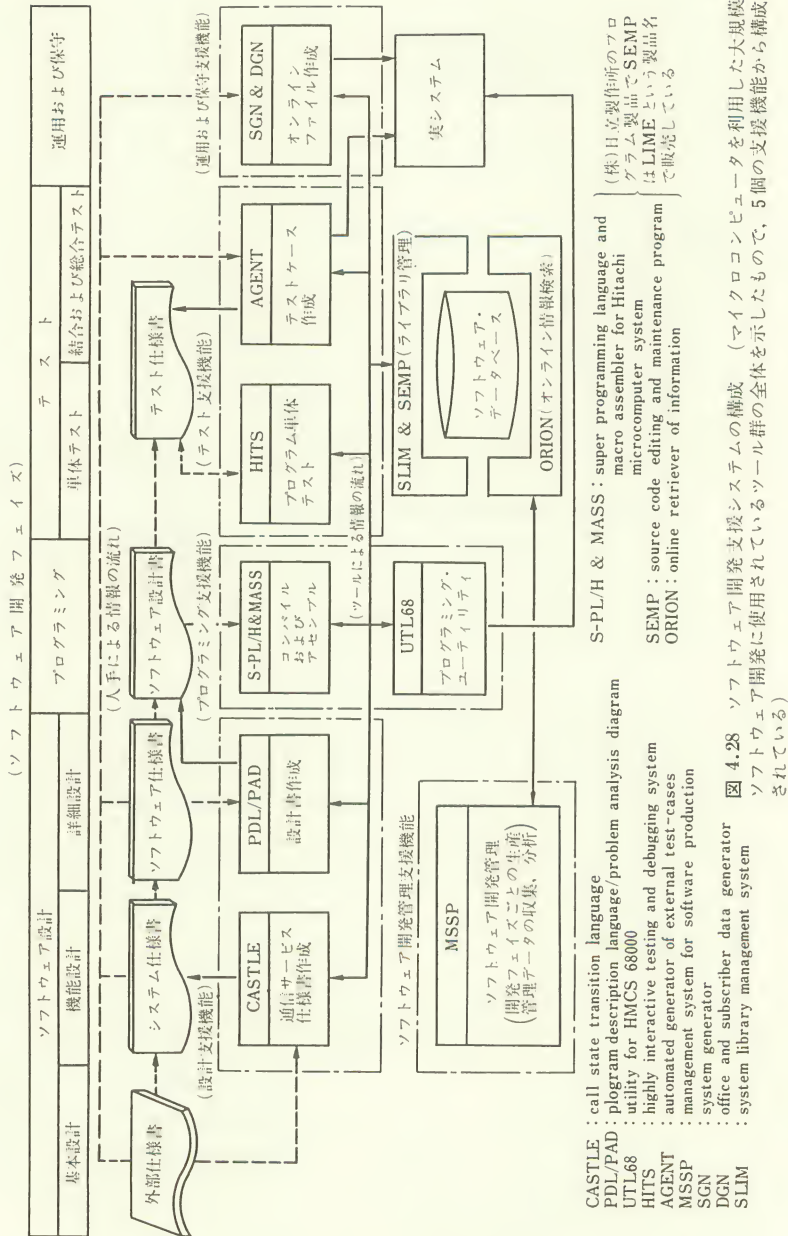 (ソフトウェア開発フェイズ)
ソフトウェア設計
プログラミング
テスト
運用および保守
基本設計
機能設計
詳細設計
単体テスト
結合および総合テスト
(人手による情報の流れ)
外部仕様書
システム仕様書
ソフトウェア仕様書
ソフトウェア設計書
テスト仕様書
(設計支援機能)
(プログラミング支援機能)
(テスト支援機能)
(運用および保守支援機能)
CASTLE
通信サービス
仕様書作成
PDL/PAD
設計書作成
S-PL/H&MASS
コンパイル
および
アセンブル
HITS
プログラム単体
テスト
AGENT
テストケース
作成
SGN & DGN
オンライン
ファイル作成
UTL68
プログラミング・
ユーティリティ
(ツールによる情報の流れ)
ソフトウェア開発管理支援機能
MSSP
ソフトウェア開発管理
(開発フェイズごとの生産
管理データの収集,分析)
SLIM & SEMP(ライブラリ管理)
ソフトウェア・
データベース
ORION(オンライン情報検索)
実システム
CASTLE : call state transition language
PDL/PAD : plogram description language/problem analysis diagram
UTL68 : utility for HMCS 68000
HITS : highly interactive testing and debugging system
AGENT : automated generator of external test-cases
MSSP : management system for software production
SGN : system generator
DGN : office and subscriber data generator
SLIM : system library management system
S-PL/H & MASS : super programming language and
macro assembler for Hitachi
microcomputer system
SEMP : source code editing and maintenance program
ORION : online retriever of information
(株)日立製作所のプロ
グラム製品でSEMP
はLIMEという製品名
で販売している
図 4.28 ソフトウェア開発支援システムの構成 (マイクロコンピュータを利用した大規模
ソフトウェア開発に使用されているツール群の全体を示したもので,5個の支援機能から構成
されている)